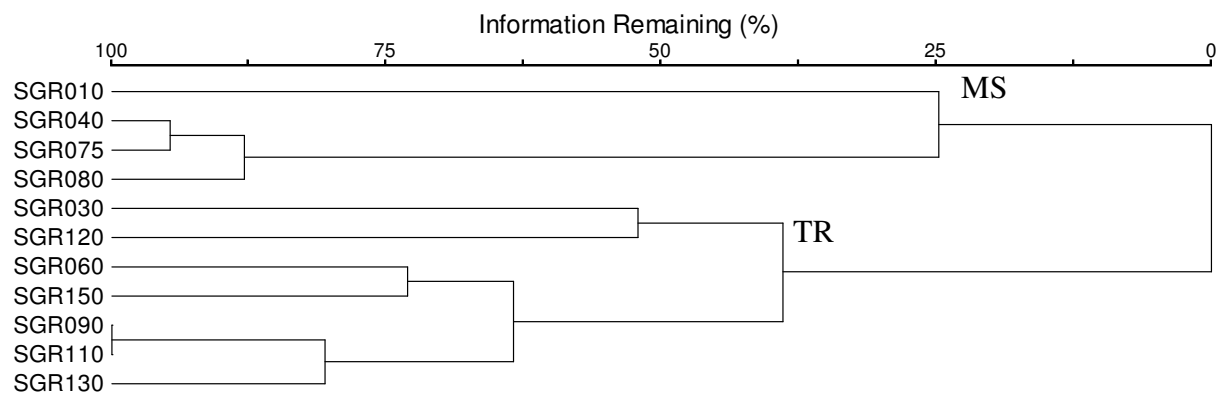 Information Remaining (%)
100 75 50 25 0
SGR010 MS
SGR040
SGR075
SGR080
SGR030
SGR120 TR
SGR060
SGR150
SGR090
SGR110
SGR130